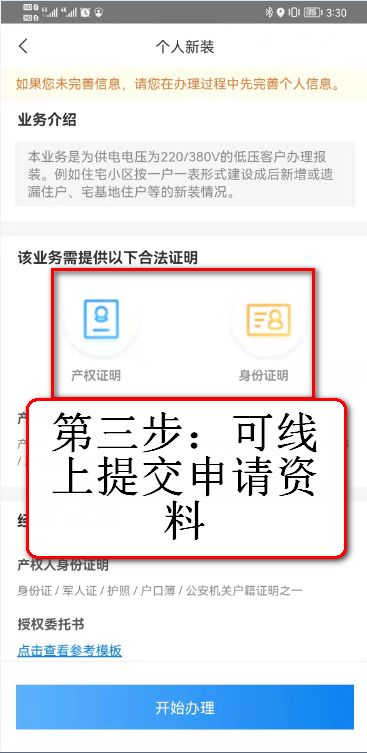 3:30
个人新装
如果您未完善信息，请您在办理过程中先完善个人信息。
业务介绍
本业务是为供电电压为220/380V的低压客户办理报
装。例如住宅小区按一户一表形式建设成后新增或遗
漏住户、宅基地住户等的新装情况。
该业务需提供以下合法证明
产权证明 身份证明
第三步：可线
上提交申请资
料
产权人身份证明
身份证 / 军人证 / 护照 / 户口簿 / 公安机关户籍证明之一
授权委托书
点击查看参考模板
开始办理